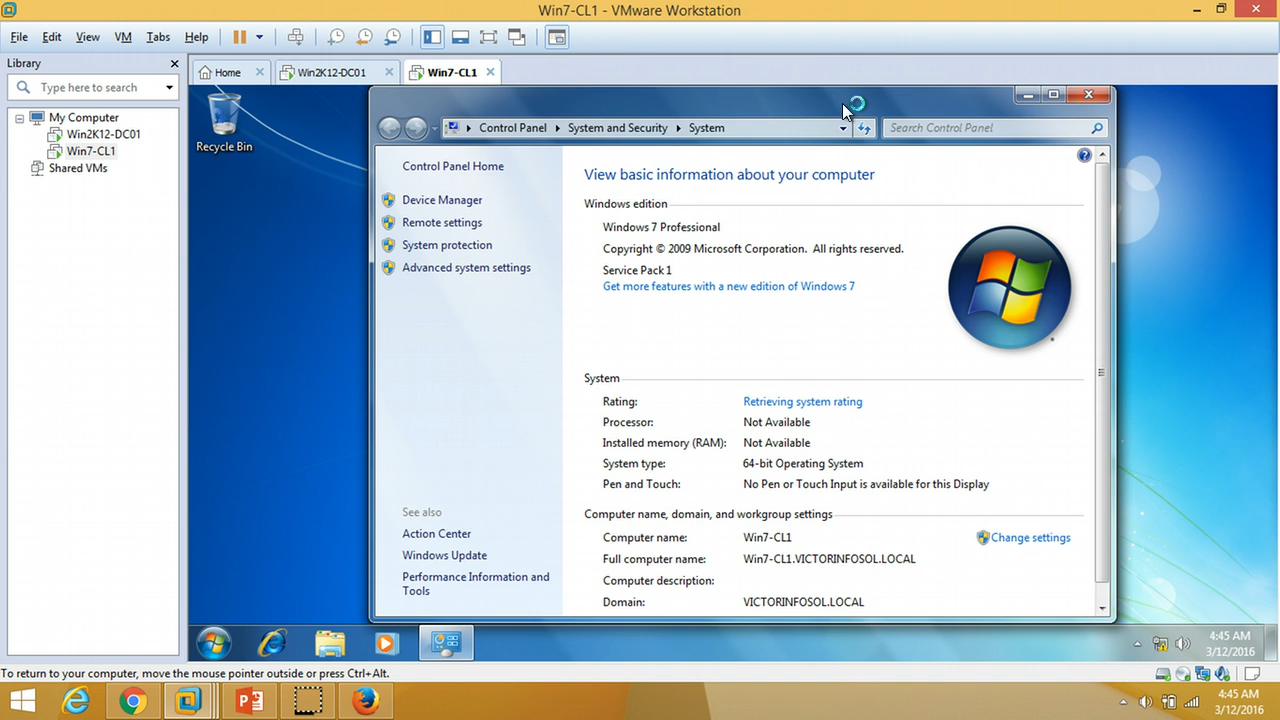 Win7-CL1 - VMware Workstation
File Edit View VM Tabs Help
Library
Type here to search
My Computer
Win2K12-DC01
Win7-CL1
Shared VMs
Home Win2K12-DC01 Win7-CL1
Recycle Bin
Control Panel System and Security System
Search Control Panel
Control Panel Home
Device Manager
Remote settings
System protection
Advanced system settings
See also
Action Center
Windows Update
Performance Information and
Tools
View basic information about your computer
Windows edition
Windows 7 Professional
Copyright © 2009 Microsoft Corporation. All rights reserved.
Service Pack 1
Get more features with a new edition of Windows 7
System
Rating: Retrieving system rating
Processor: Not Available
Installed memory (RAM): Not Available
System type: 64-bit Operating System
Pen and Touch: No Pen or Touch Input is available for this Display
Computer name, domain, and workgroup settings
Computer name: Win7-CL1 Change settings
Full computer name: Win7-CL1.VICTORINFOSOL.LOCAL
Computer description:
Domain: VICTORINFOSOL.LOCAL
4:45 AM
3/12/2016
To return to your computer, move the mouse pointer outside or press Ctrl+Alt.
4:45 AM
3/12/2016